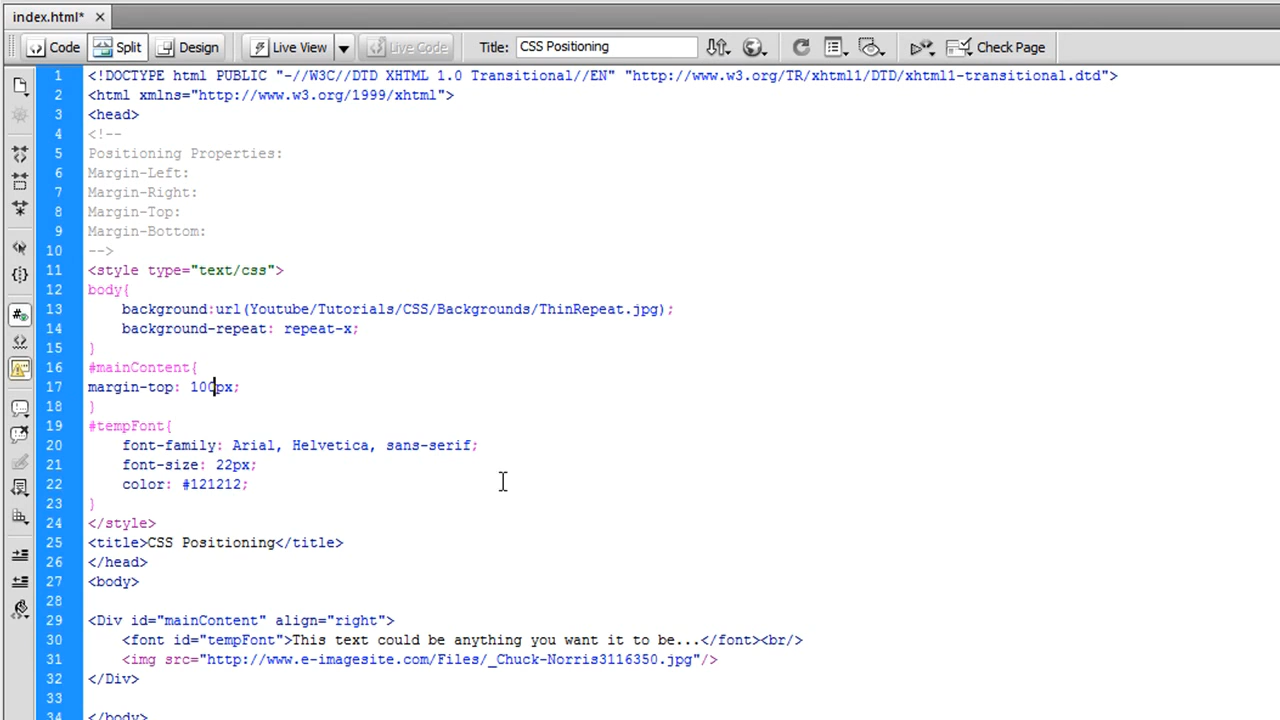 index.html*
Code Split Design Live View Live Code Title: CSS Positioning Check Page
1 <!DOCTYPE html PUBLIC "-//W3C//DTD XHTML 1.0 Transitional//EN" "http://www.w3.org/TR/xhtml1/DTD/xhtml1-transitional.dtd">
2 <html xmlns="http://www.w3.org/1999/xhtml">
3 <head>
4 <!--
5 Positioning Properties:
6 Margin-Left:
7 Margin-Right:
8 Margin-Top:
9 Margin-Bottom:
10 -->
11 <style type="text/css">
12 body{
13 background:url(Youtube/Tutorials/CSS/Backgrounds/ThinRepeat.jpg);
14 background-repeat: repeat-x;
15 }
16 #mainContent{
17 margin-top: 100px;
18 }
19 #tempFont{
20 font-family: Arial, Helvetica, sans-serif;
21 font-size: 22px;
22 color: #121212;
23 }
24 </style>
25 <title>CSS Positioning</title>
26 </head>
27 <body>
28
29 <Div id="mainContent" align="right">
30 <font id="tempFont">This text could be anything you want it to be...</font><br/>
31 <img src="http://www.e-imagesite.com/Files/_Chuck-Norris3116350.jpg"/>
32 </Div>
33
34 </body>